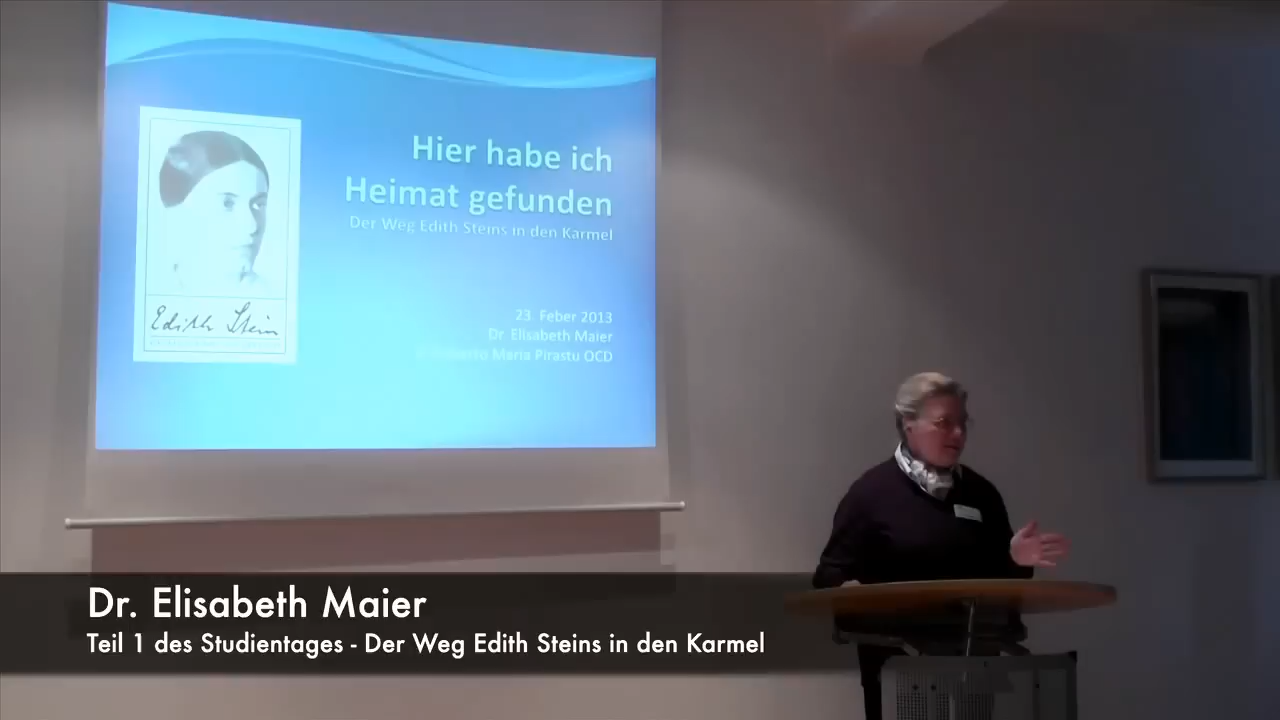 Hier habe ich
Heimat gefunden
Der Weg Edith Steins in den Karmel
Edith Stein
23. Feber 2013
Dr. Elisabeth Maier
Maria Pirastu OCD
Dr. Elisabeth Maier
Teil 1 des Studientages - Der Weg Edith Steins in den Karmel